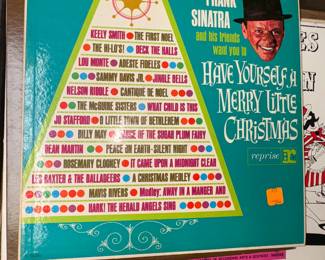 FRANK
SINATRA
and his friends
want you to
HAVE YOURSELF A
MERRY LITTLE
CHRISTMAS
reprise
KEELY SMITH • THE FIRST NOEL
THE HI-LO'S! • DECK THE HALLS
LOU MONTE • ADESTE FIDELES
SAMMY DAVIS JR. • JINGLE BELLS
NELSON RIDDLE • CANTIQUE DE NOEL
THE McGUIRE SISTERS • WHAT CHILD IS THIS
JO STAFFORD • O LITTLE TOWN OF BETHLEHEM
BILLY MAY • DANCE OF THE SUGAR PLUM FAIRY
DEAN MARTIN • PEACE ON EARTH-SILENT NIGHT
ROSEMARY CLOONEY • IT CAME UPON A MIDNIGHT CLEAR
LES BAXTER & THE BALLADEERS • A CHRISTMAS MEDLEY
MAVIS RIVERS • Medley: AWAY IN A MANGER AND
HARK! THE HERALD ANGELS SING